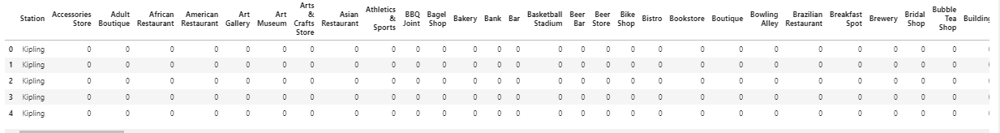 Station Accessories Store Adult Boutique African Restaurant American Restaurant Art Gallery Art Museum Arts & Crafts Store Asian Restaurant Athletics & Sports BBQ Joint Bagel Shop Bakery Bank Bar Basketball Stadium Beer Bar Beer Store Bike Shop Bistro Bookstore Boutique Bowling Alley Brazilian Restaurant Breakfast Spot Brewery Bridal Shop Bubble Tea Shop Building
0 Kipling 0 0 0 0 0 0 0 0 0 0 0 0 0 0 0 0 0 0 0 0 0 0 0 0 0 0 0
1 Kipling 0 0 0 0 0 0 0 0 0 0 0 0 0 0 0 0 0 0 0 0 0 0 0 0 0 0 0
2 Kipling 0 0 0 0 0 0 0 0 0 0 0 0 0 0 0 0 0 0 0 0 0 0 0 0 0 0 0
3 Kipling 0 0 0 0 0 0 0 0 0 0 0 0 0 0 0 0 0 0 0 0 0 0 0 0 0 0 0
4 Kipling 0 0 0 0 0 0 0 0 0 0 0 0 0 0 0 0 0 0 0 0 0 0 0 0 0 0 0